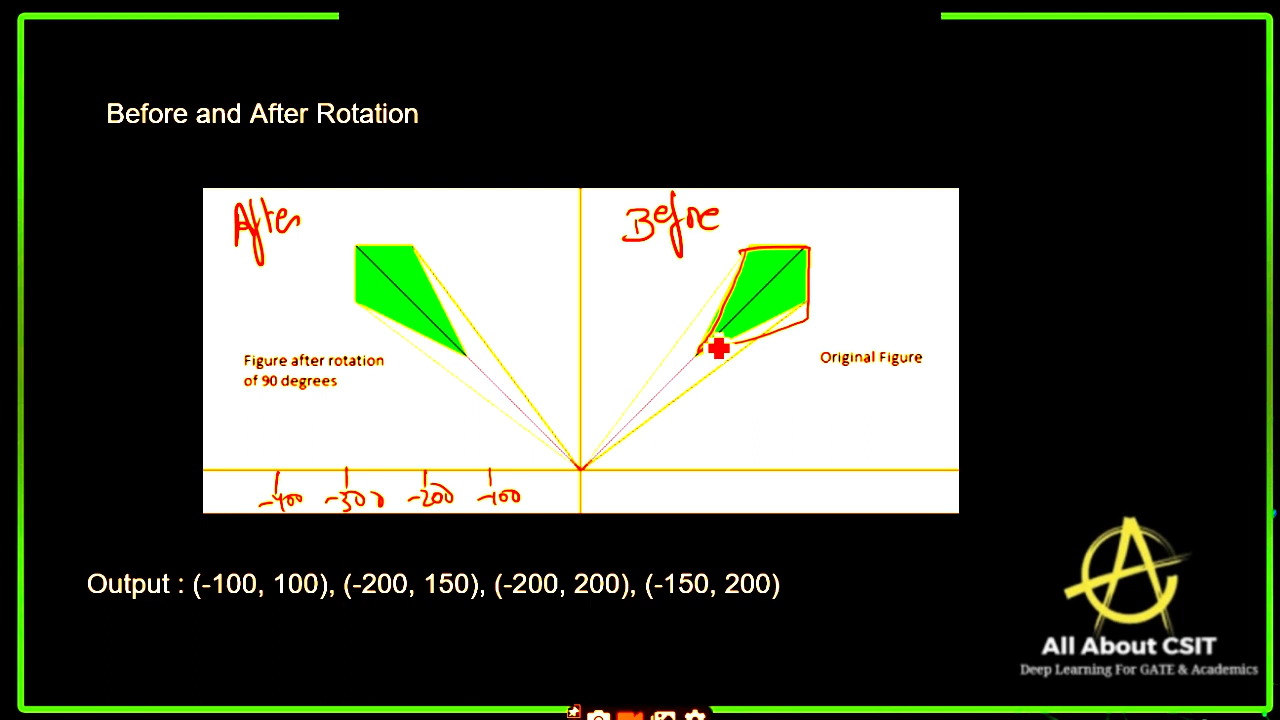 Before and After Rotation
After
Before
Figure after rotation
of 90 degrees
Original Figure
-400 -300 -200 -100
Output : (-100, 100), (-200, 150), (-200, 200), (-150, 200)
All About CSIT
Deep Learning For GATE & Academics